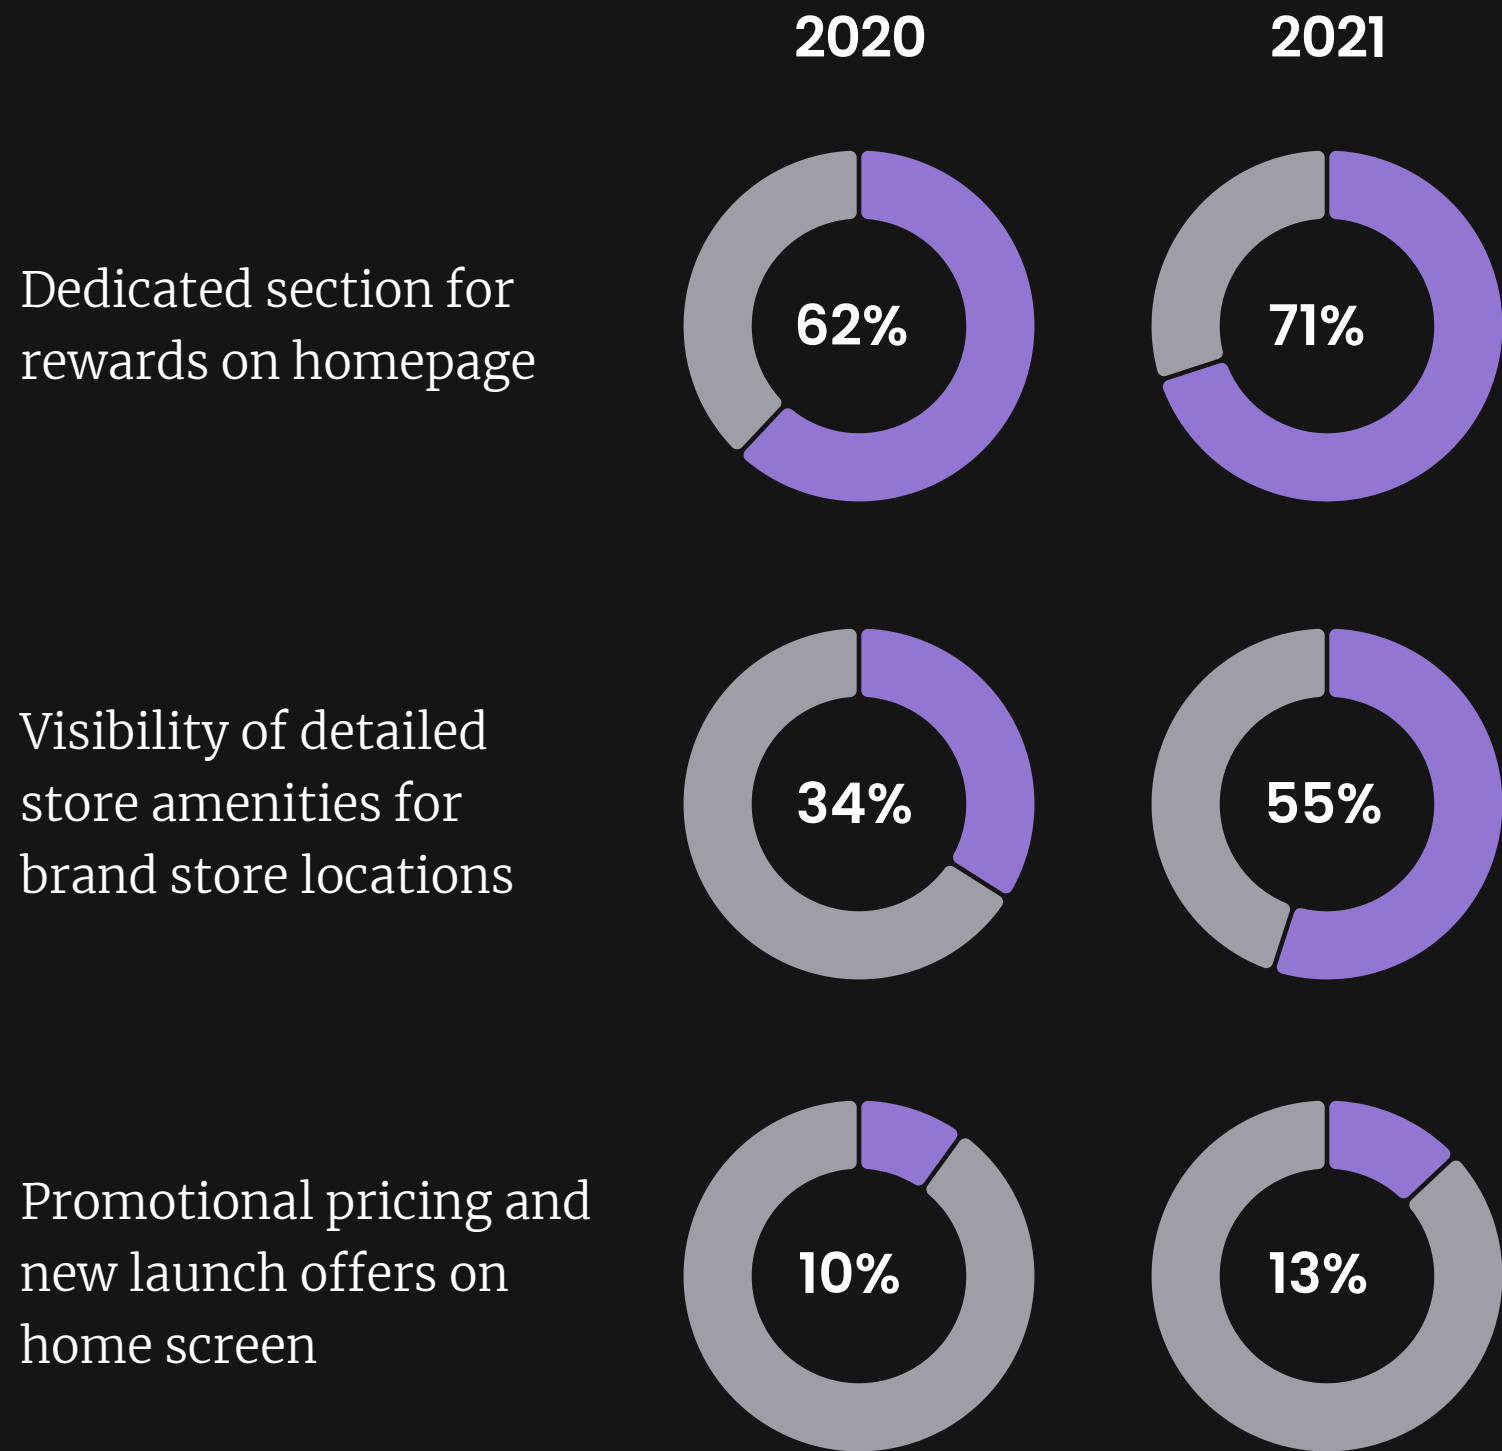 2020 2021
Dedicated section for
rewards on homepage
62% 71%
Visibility of detailed
store amenities for
brand store locations
34% 55%
Promotional pricing and
new launch offers on
home screen
10% 13%